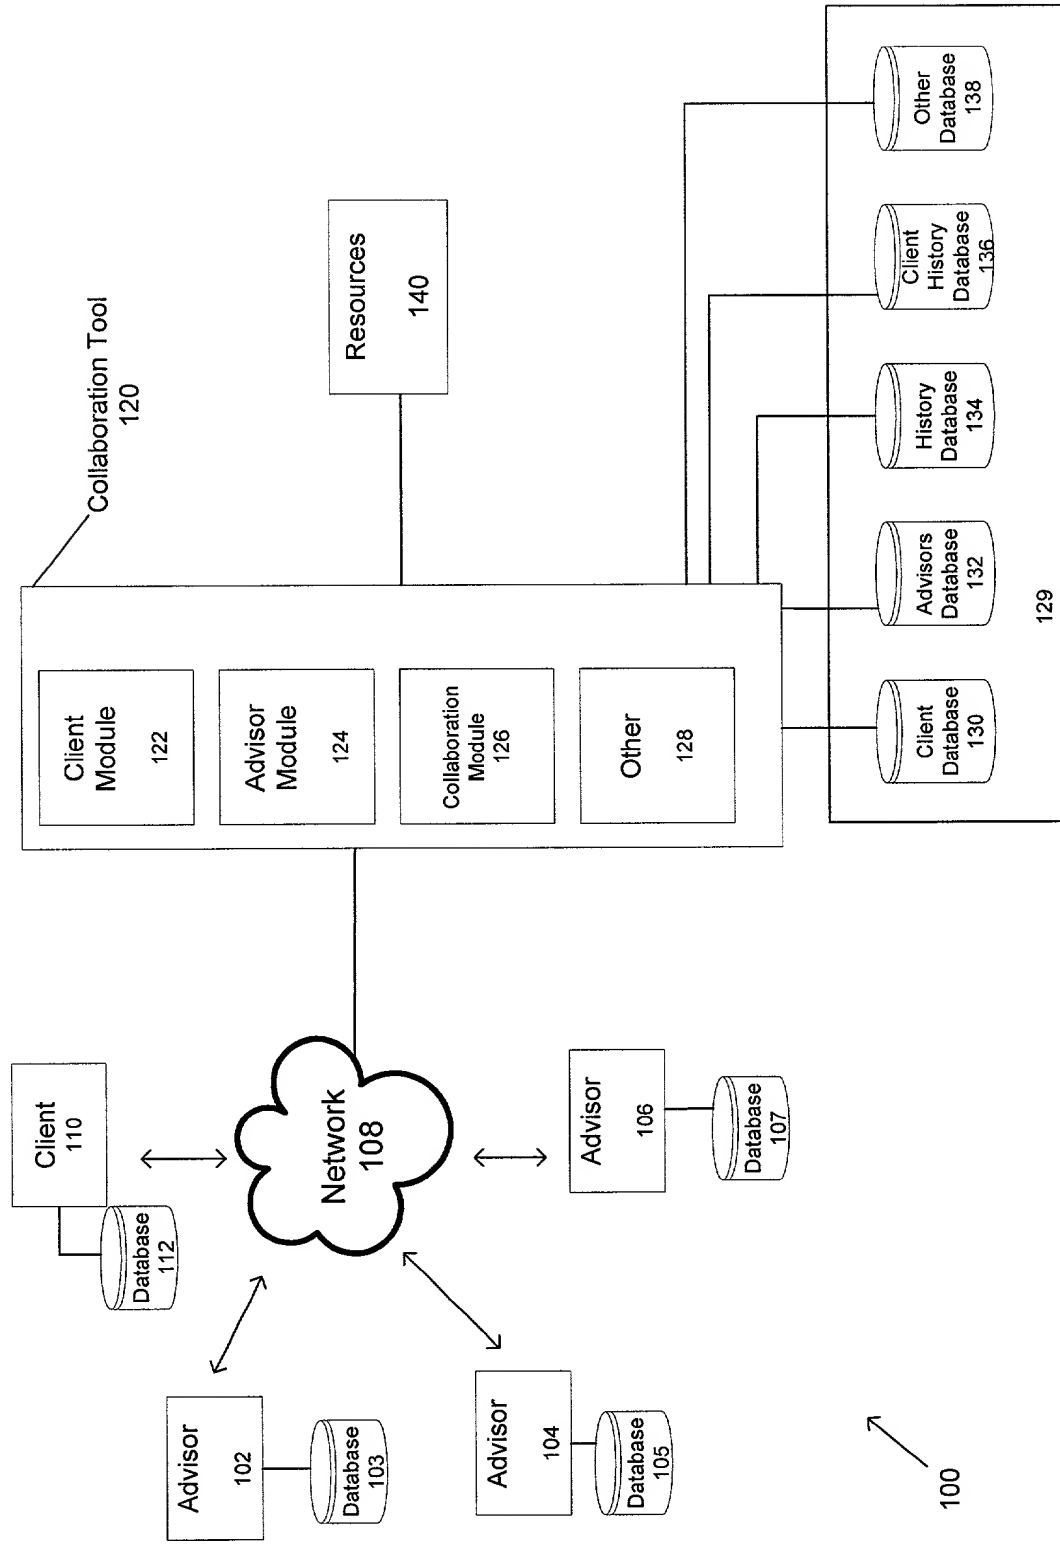 Collaboration Tool
120
Client
110
Database
112
Advisor
102
Database
103
Advisor
104
Database
105
Network
108
Advisor
106
Database
107
Client
Module
122
Advisor
Module
124
Collaboration
Module
126
Other
128
Resources
140
Client
Database
130
Advisors
Database
132
History
Database
134
Client
History
Database
136
Other
Database
138
129
100